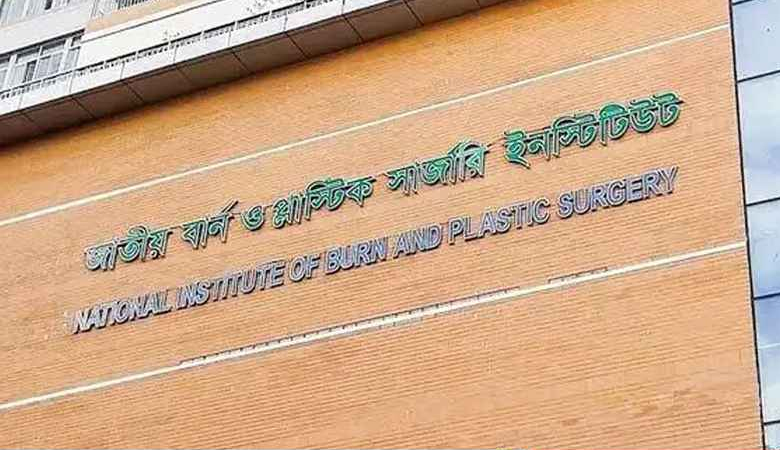 জাতীয় বার্ন ও প্লাস্টিক সার্জারি ইনস্টিটিউট
NATIONAL INSTITUTE OF BURN AND PLASTIC SURGERY